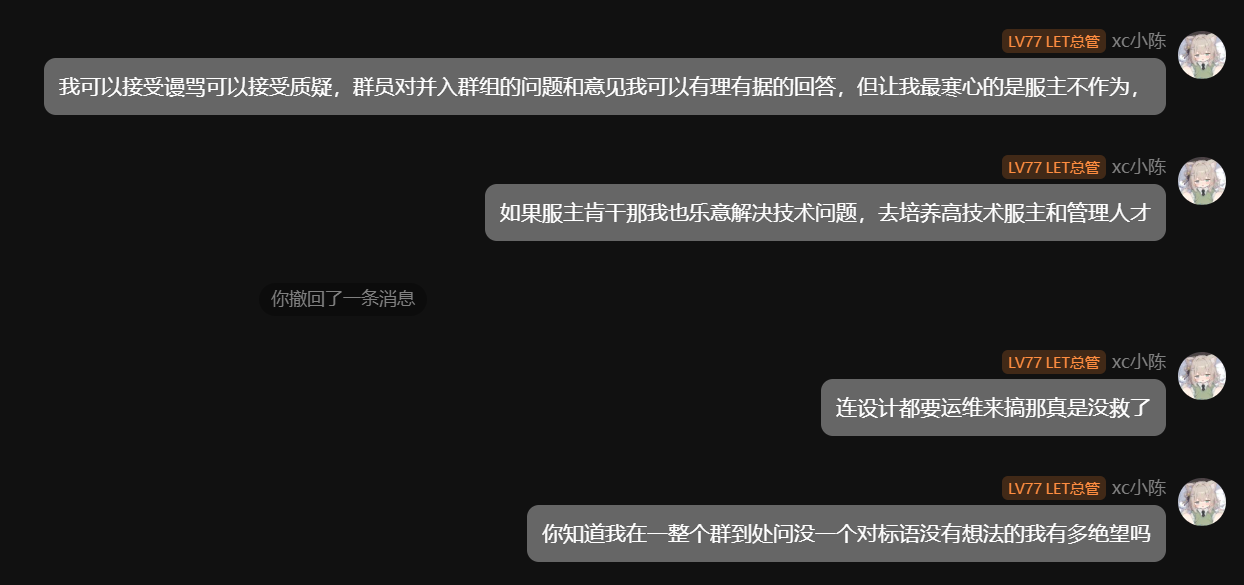 LV77 LET总管 xc小陈
我可以接受谩骂可以接受质疑，群员对并入群组的问题和意见我可以有理有据的回答，但让我最寒心的是服主不作为，
LV77 LET总管 xc小陈
如果服主肯干那我也乐意解决技术问题，去培养高技术服主和管理人才
你撤回了一条消息
LV77 LET总管 xc小陈
连设计都要运维来搞那真是没救了
LV77 LET总管 xc小陈
你知道我在一整个群到处问没一个对标语没有想法的我有多绝望吗